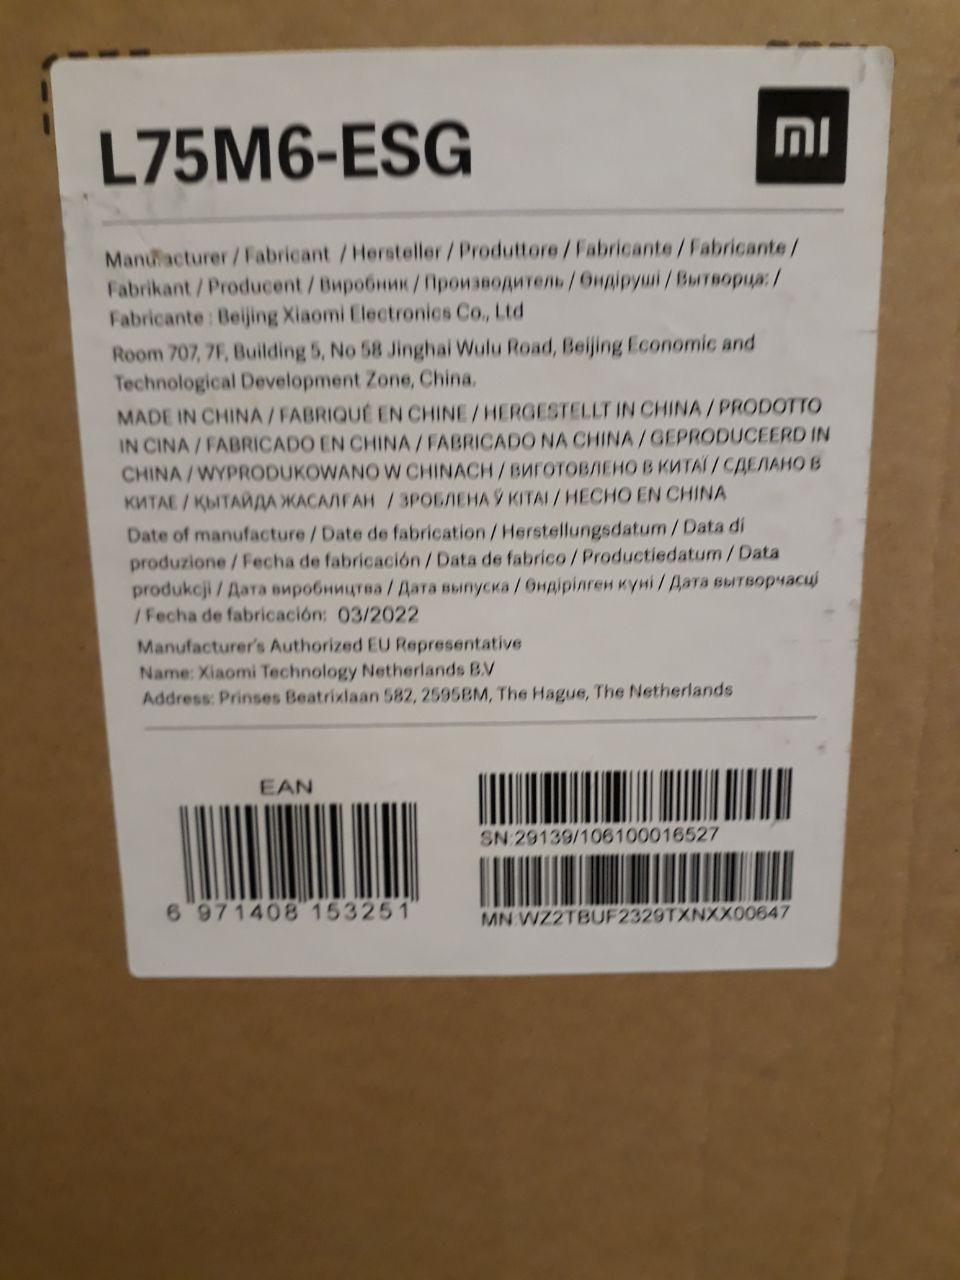 L75M6-ESG
mi
Manufacturer / Fabricant / Hersteller / Produttore / Fabricante / Fabricante /
Fabrikant / Producent / Виробник / Производитель / Өндіруші / Вытворца: /
Fabricante : Beijing Xiaomi Electronics Co., Ltd
Room 707, 7F, Building 5, No 58 Jinghai Wulu Road, Beijing Economic and
Technological Development Zone, China.
MADE IN CHINA / FABRIQUÉ EN CHINE / HERGESTELLT IN CHINA / PRODOTTO
IN CINA / FABRICADO EN CHINA / FABRICADO NA CHINA / GEPRODUCEERD IN
CHINA / WYPRODUKOWANO W CHINACH / ВИГОТОВЛЕНО В КИТАЇ / СДЕЛАНО В
КИТАЕ / ҚЫТАЙДА ЖАСАЛҒАН / ЗРОБЛЕНА Ў КІТАІ / HECHO EN CHINA
Date of manufacture / Date de fabrication / Herstellungsdatum / Data di
produzione / Fecha de fabricación / Data de fabrico / Productiedatum / Data
produkcji / Дата виробництва / Дата выпуска / Өндірілген күні / Дата вытворчасці
/ Fecha de fabricación: 03/2022
Manufacturer's Authorized EU Representative
Name: Xiaomi Technology Netherlands B.V
Address: Prinses Beatrixlaan 582, 2595BM, The Hague, The Netherlands
EAN
6 971408 153251
SN:29139/106100016527
MN:WZ2TBUF2329TXNXX00647